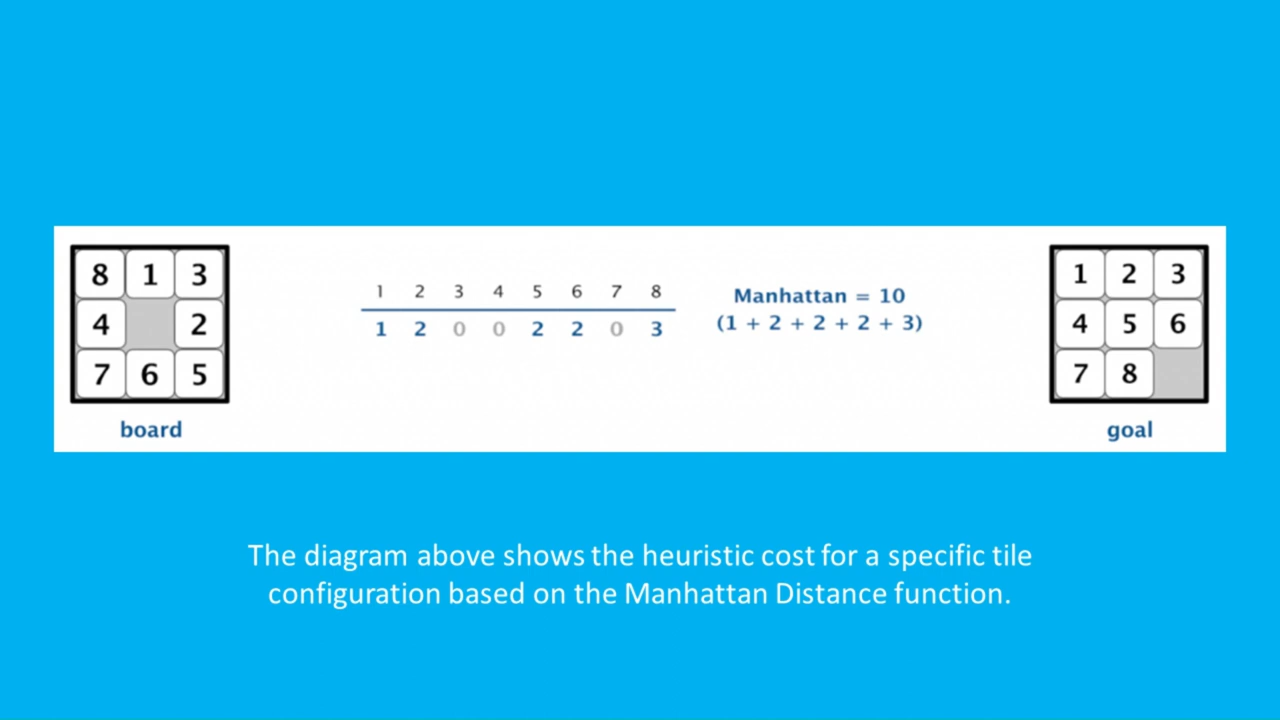 8 1 3
4 2
7 6 5
board
1 2 3 4 5 6 7 8
1 2 0 0 2 2 0 3
Manhattan = 10
(1 + 2 + 2 + 2 + 3)
1 2 3
4 5 6
7 8
goal
The diagram above shows the heuristic cost for a specific tile
configuration based on the Manhattan Distance function.